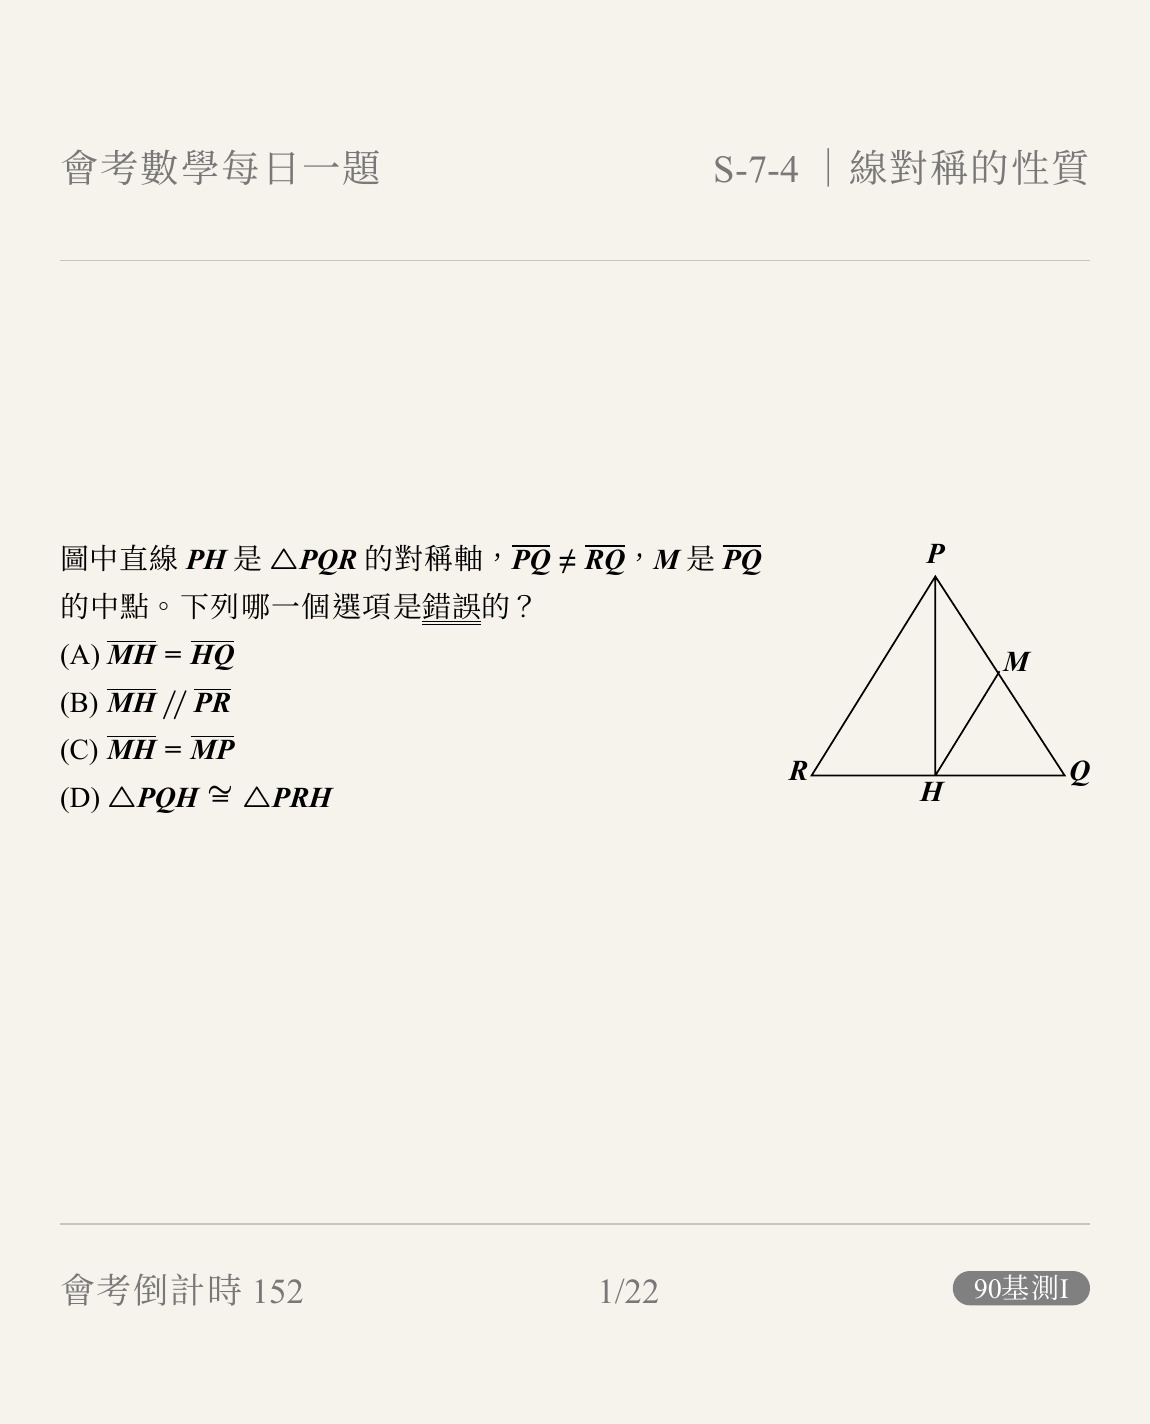 會考數學每日一題
S-7-4｜線對稱的性質
圖中直線 PH 是 △PQR 的對稱軸，PQ ≠ RQ，M 是 PQ
的中點。下列哪一個選項是錯誤的？
(A) MH = HQ
(B) MH // PR
(C) MH = MP
(D) △PQH ≅ △PRH
P
M
R
Q
H
會考倒計時 152
1/22
90基測I